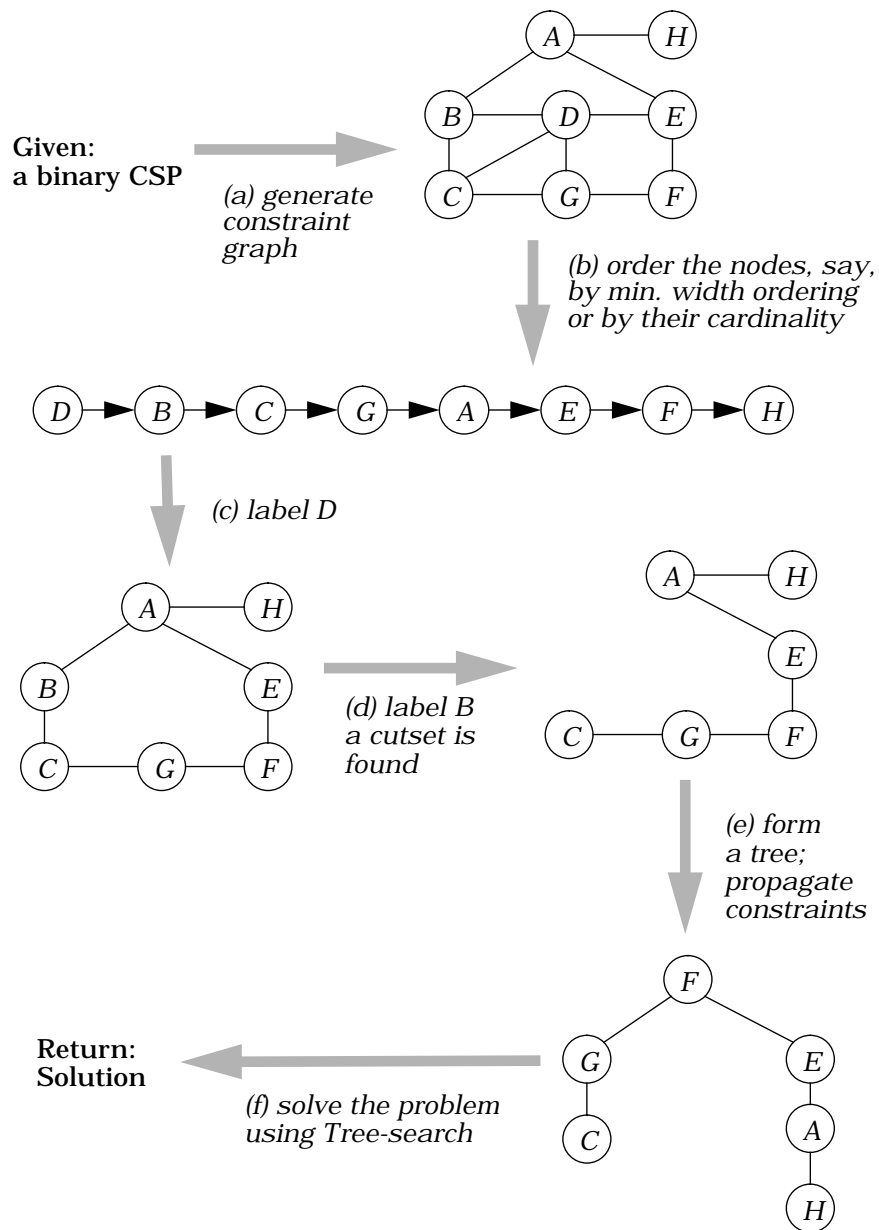 A H
B D E
Given:
a binary CSP
C G F
(a) generate
constraint
graph
(b) order the nodes, say,
by min. width ordering
or by their cardinality
D B C G A E F H
(c) label D
A H
B E
C G F
(d) label B
a cutset is
found
A H
E
C G F
(e) form
a tree;
propagate
constraints
F
G E
C A
H
Return:
Solution
(f) solve the problem
using Tree-search